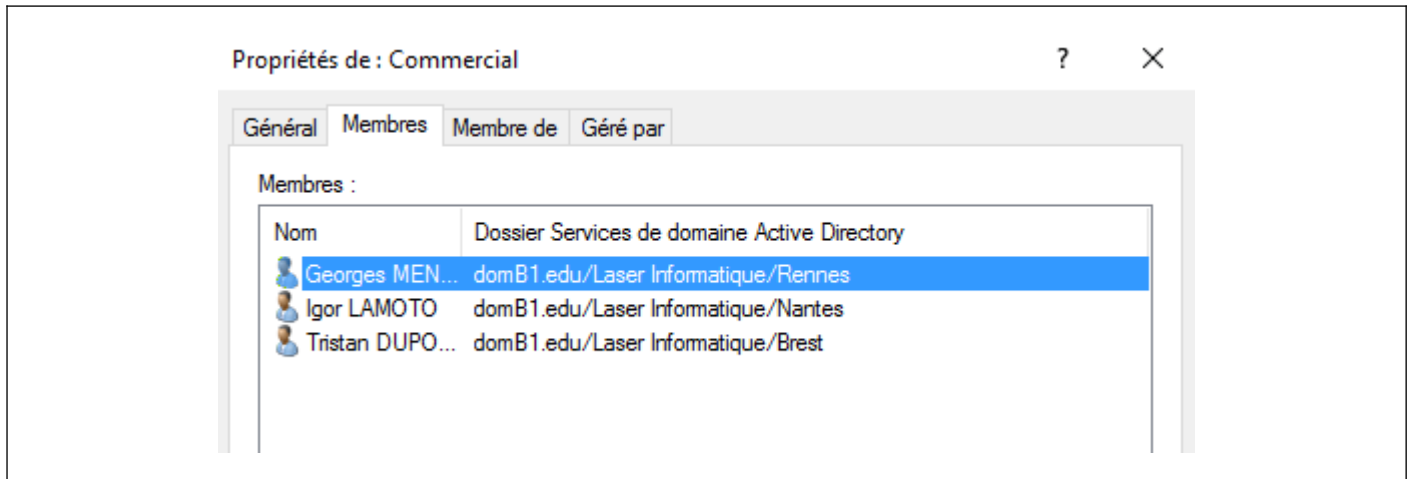 Propriétés de : Commercial ? ×
Général Membres Membre de Géré par
Membres :
Nom Dossier Services de domaine Active Directory
Georges MEN... domB1.edu/Laser Informatique/Rennes
Igor LAMOTO domB1.edu/Laser Informatique/Nantes
Tristan DUPO... domB1.edu/Laser Informatique/Brest